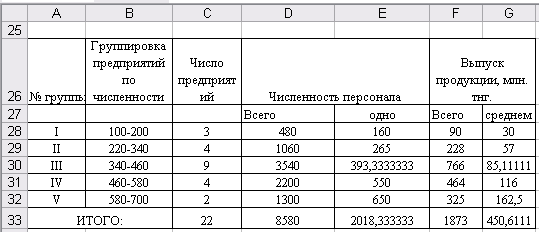 A B C D E F G
25
26 № группы Группировка предприятий по численности Число предприят ий Численность персонала Выпуск продукции, млн. тнг.
27 Всего одно Всего среднем
28 I 100-200 3 480 160 90 30
29 II 220-340 4 1060 265 228 57
30 III 340-460 9 3540 393,3333333 766 85,11111
31 IV 460-580 4 2200 550 464 116
32 V 580-700 2 1300 650 325 162,5
33 ИТОГО: 22 8580 2018,333333 1873 450,6111